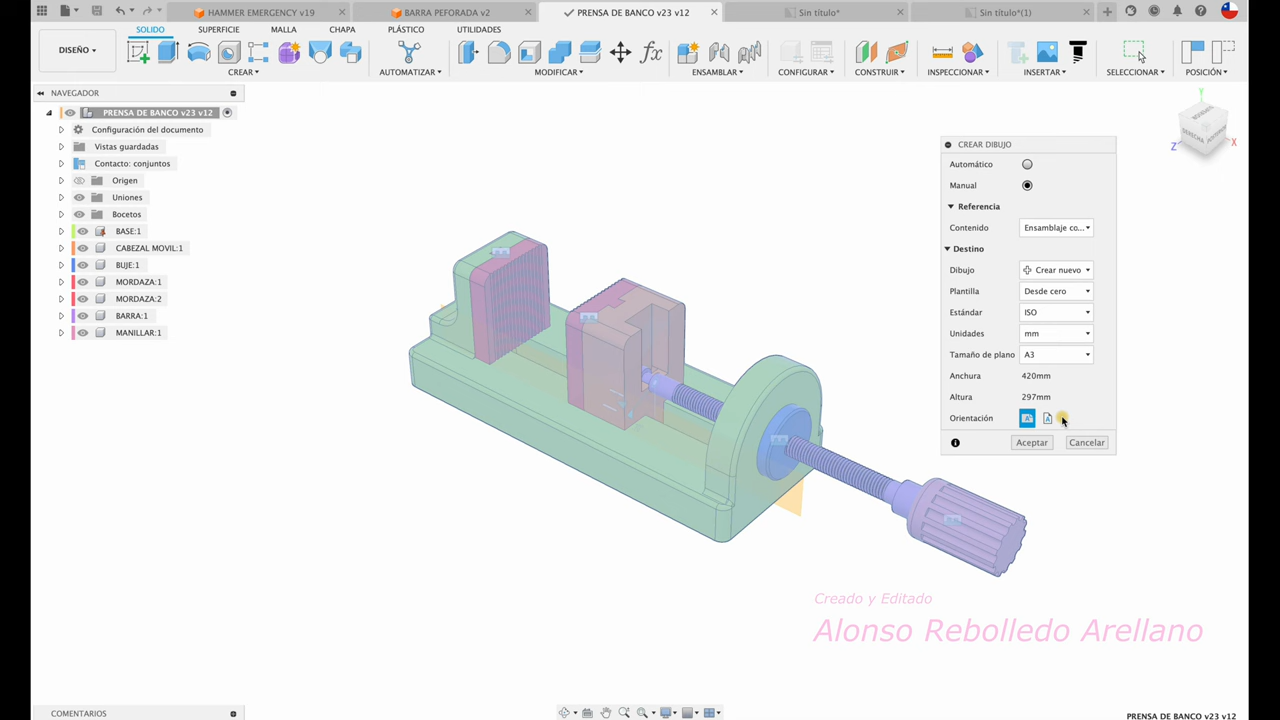 HAMMER EMERGENCY v19
BARRA PEFORADA v2
PRENSA DE BANCO v23 v12
Sin título*
Sin título*(1)
SOLIDO
SUPERFICIE
MALLA
CHAPA
PLÁSTICO
UTILIDADES
DISEÑO
CREAR
AUTOMATIZAR
MODIFICAR
ENSAMBLAR
CONFIGURAR
CONSTRUIR
INSPECCIONAR
INSERTAR
SELECCIONAR
POSICIÓN
NAVEGADOR
PRENSA DE BANCO v23 v12
Configuración del documento
Vistas guardadas
Contacto: conjuntos
Origen
Uniones
Bocetos
BASE:1
CABEZAL MOVIL:1
BUJE:1
MORDAZA:1
MORDAZA:2
BARRA:1
MANILLAR:1
Y
Z
X
DERECHA
CREAR DIBUJO
Automático
Manual
Referencia
Contenido Ensamblaje co...
Destino
Dibujo Crear nuevo
Plantilla Desde cero
Estándar ISO
Unidades mm
Tamaño de plano A3
Anchura 420mm
Altura 297mm
Orientación
Aceptar Cancelar
Creado y Editado
Alonso Rebolledo Arellano
COMENTARIOS
PRENSA DE BANCO v23 v12